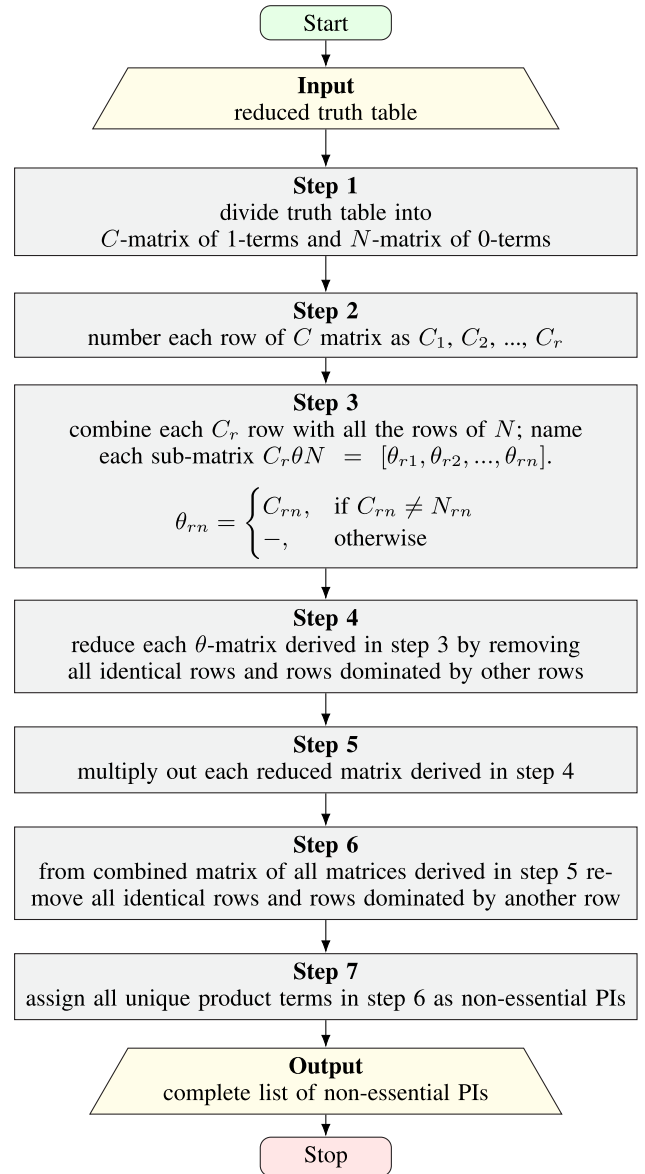 Start
Input
reduced truth table
Step 1
divide truth table into
C-matrix of 1-terms and N-matrix of 0-terms
Step 2
number each row of C matrix as C₁, C₂, ..., Cᵣ
Step 3
combine each Cᵣ row with all the rows of N; name
each sub-matrix CᵣθN = [θᵣ₁, θᵣ₂, ..., θᵣₙ].
θᵣₙ = { Cᵣₙ, if Cᵣₙ ≠ Nᵣₙ
−, otherwise
Step 4
reduce each θ-matrix derived in step 3 by removing
all identical rows and rows dominated by other rows
Step 5
multiply out each reduced matrix derived in step 4
Step 6
from combined matrix of all matrices derived in step 5 re-
move all identical rows and rows dominated by another row
Step 7
assign all unique product terms in step 6 as non-essential PIs
Output
complete list of non-essential PIs
Stop